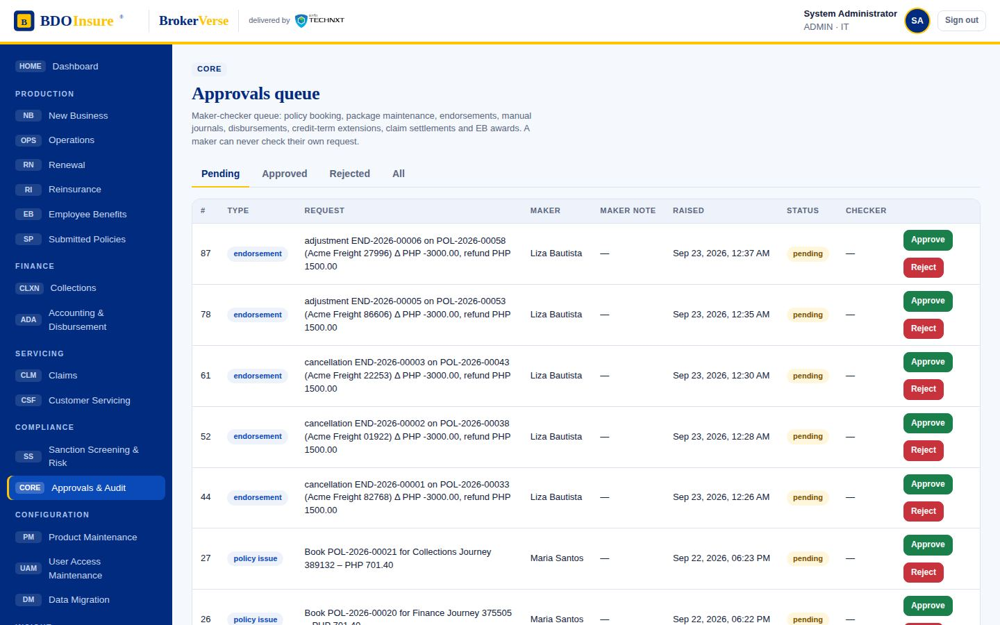 B BDOInsure ®
BrokerVerse
delivered by TECHNXT
System Administrator
ADMIN · IT
SA
Sign out
HOME Dashboard
PRODUCTION
NB New Business
OPS Operations
RN Renewal
RI Reinsurance
EB Employee Benefits
SP Submitted Policies
FINANCE
CLXN Collections
ADA Accounting &
Disbursement
SERVICING
CLM Claims
CSF Customer Servicing
COMPLIANCE
SS Sanction Screening &
Risk
CORE Approvals & Audit
CONFIGURATION
PM Product Maintenance
UAM User Access
Maintenance
DM Data Migration
CORE
Approvals queue
Maker-checker queue: policy booking, package maintenance, endorsements, manual
journals, disbursements, credit-term extensions, claim settlements and EB awards. A
maker can never check their own request.
Pending Approved Rejected All
# TYPE REQUEST MAKER MAKER NOTE RAISED STATUS CHECKER
87 endorsement adjustment END-2026-00006 on POL-2026-00058
(Acme Freight 27996) Δ PHP -3000.00, refund PHP
1500.00
Liza Bautista — Sep 23, 2026, 12:37 AM pending —
Approve
Reject
78 endorsement adjustment END-2026-00005 on POL-2026-00053
(Acme Freight 86606) Δ PHP -3000.00, refund PHP
1500.00
Liza Bautista — Sep 23, 2026, 12:35 AM pending —
Approve
Reject
61 endorsement cancellation END-2026-00003 on POL-2026-00043
(Acme Freight 22253) Δ PHP -3000.00, refund PHP
1500.00
Liza Bautista — Sep 23, 2026, 12:30 AM pending —
Approve
Reject
52 endorsement cancellation END-2026-00002 on POL-2026-00038
(Acme Freight 01922) Δ PHP -3000.00, refund PHP
1500.00
Liza Bautista — Sep 23, 2026, 12:28 AM pending —
Approve
Reject
44 endorsement cancellation END-2026-00001 on POL-2026-00033
(Acme Freight 82768) Δ PHP -3000.00, refund PHP
1500.00
Liza Bautista — Sep 23, 2026, 12:26 AM pending —
Approve
Reject
27 policy issue Book POL-2026-00021 for Collections Journey
389132 – PHP 701.40
Maria Santos — Sep 22, 2026, 06:23 PM pending —
Approve
Reject
26 policy issue Book POL-2026-00020 for Finance Journey 375505
Maria Santos — Sep 22, 2026, 06:22 PM pending —
Approve